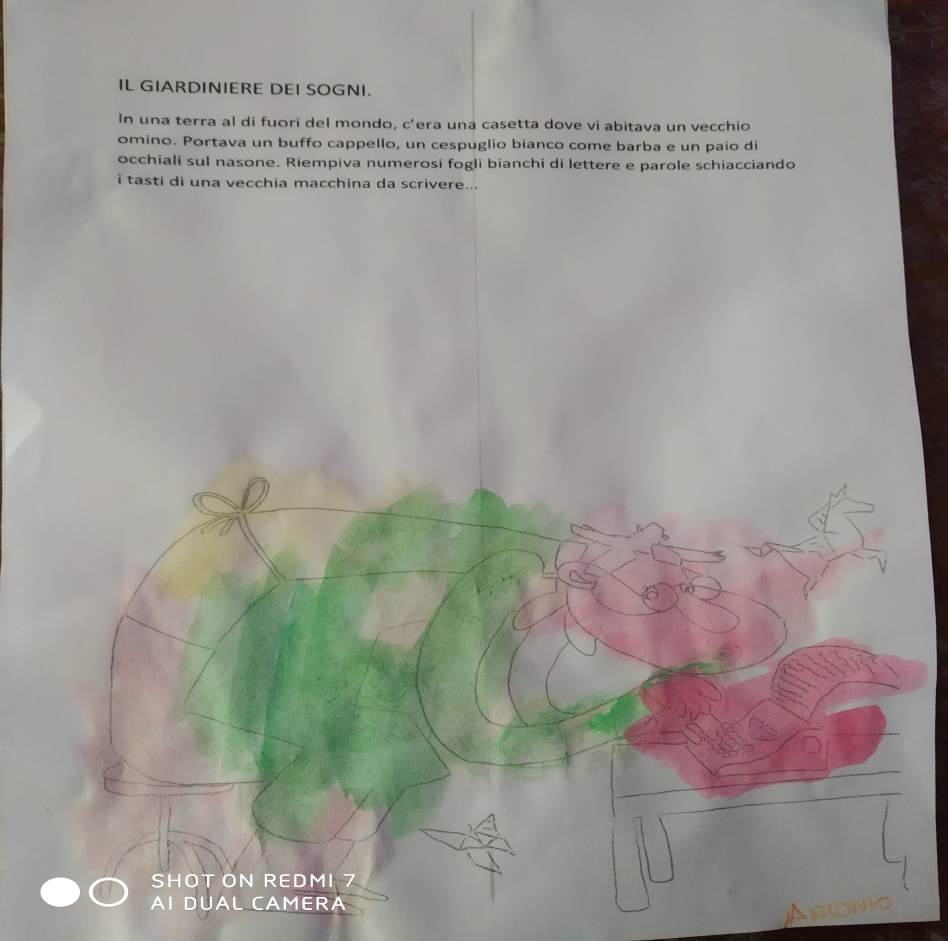 IL GIARDINIERE DEI SOGNI.
In una terra al di fuori del mondo, c'era una casetta dove vi abitava un vecchio
omino. Portava un buffo cappello, un cespuglio bianco come barba e un paio di
occhiali sul nasone. Riempiva numerosi fogli bianchi di lettere e parole schiacciando
i tasti di una vecchia macchina da scrivere...
SHOT ON REDMI 7
AI DUAL CAMERA
ANTONIO